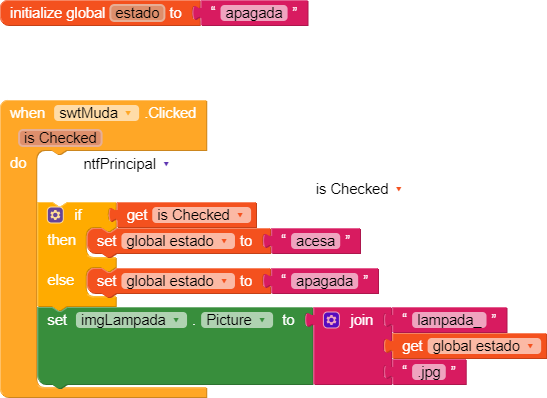 initialize global estado to “ apagada ”
when swtMuda .Clicked
is Checked
do ntfPrincipal
is Checked
if get is Checked
then set global estado to “ acesa ”
else set global estado to “ apagada ”
set imgLampada . Picture to join “ lampada_ ”
get global estado
“ .jpg ”